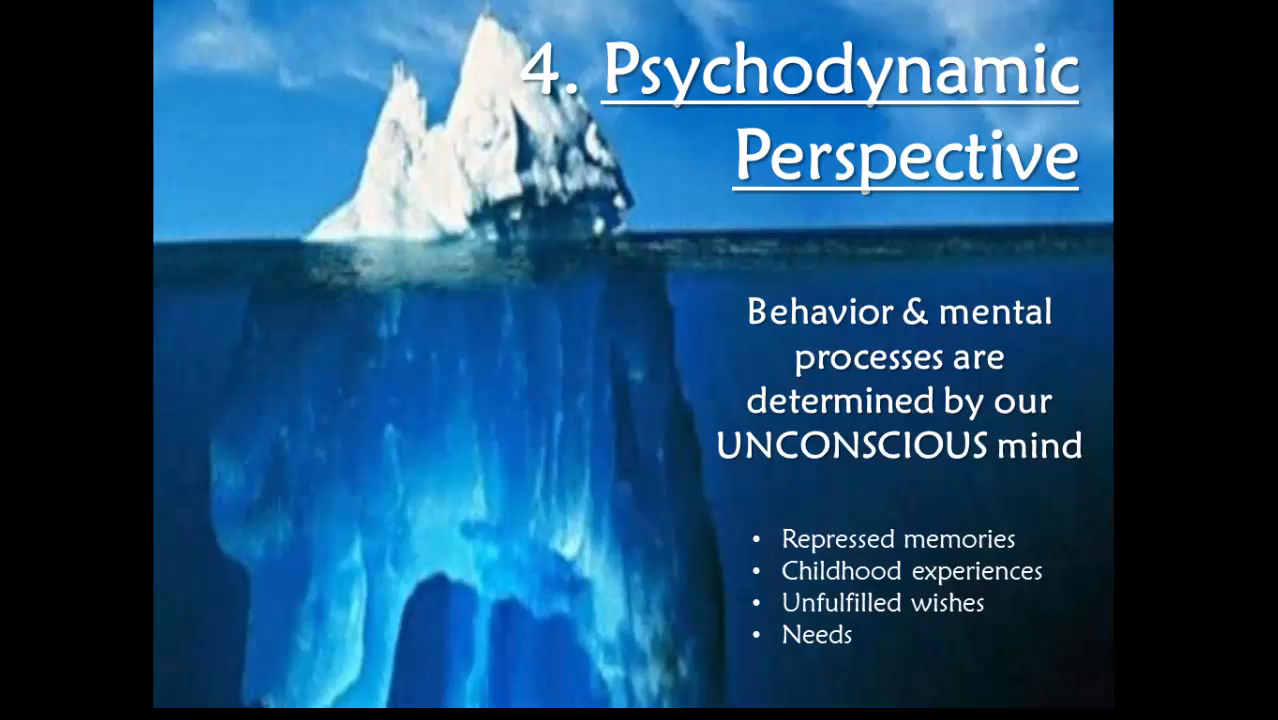 4. Psychodynamic
Perspective
Behavior & mental
processes are
determined by our
UNCONSCIOUS mind
• Repressed memories
• Childhood experiences
• Unfulfilled wishes
• Needs